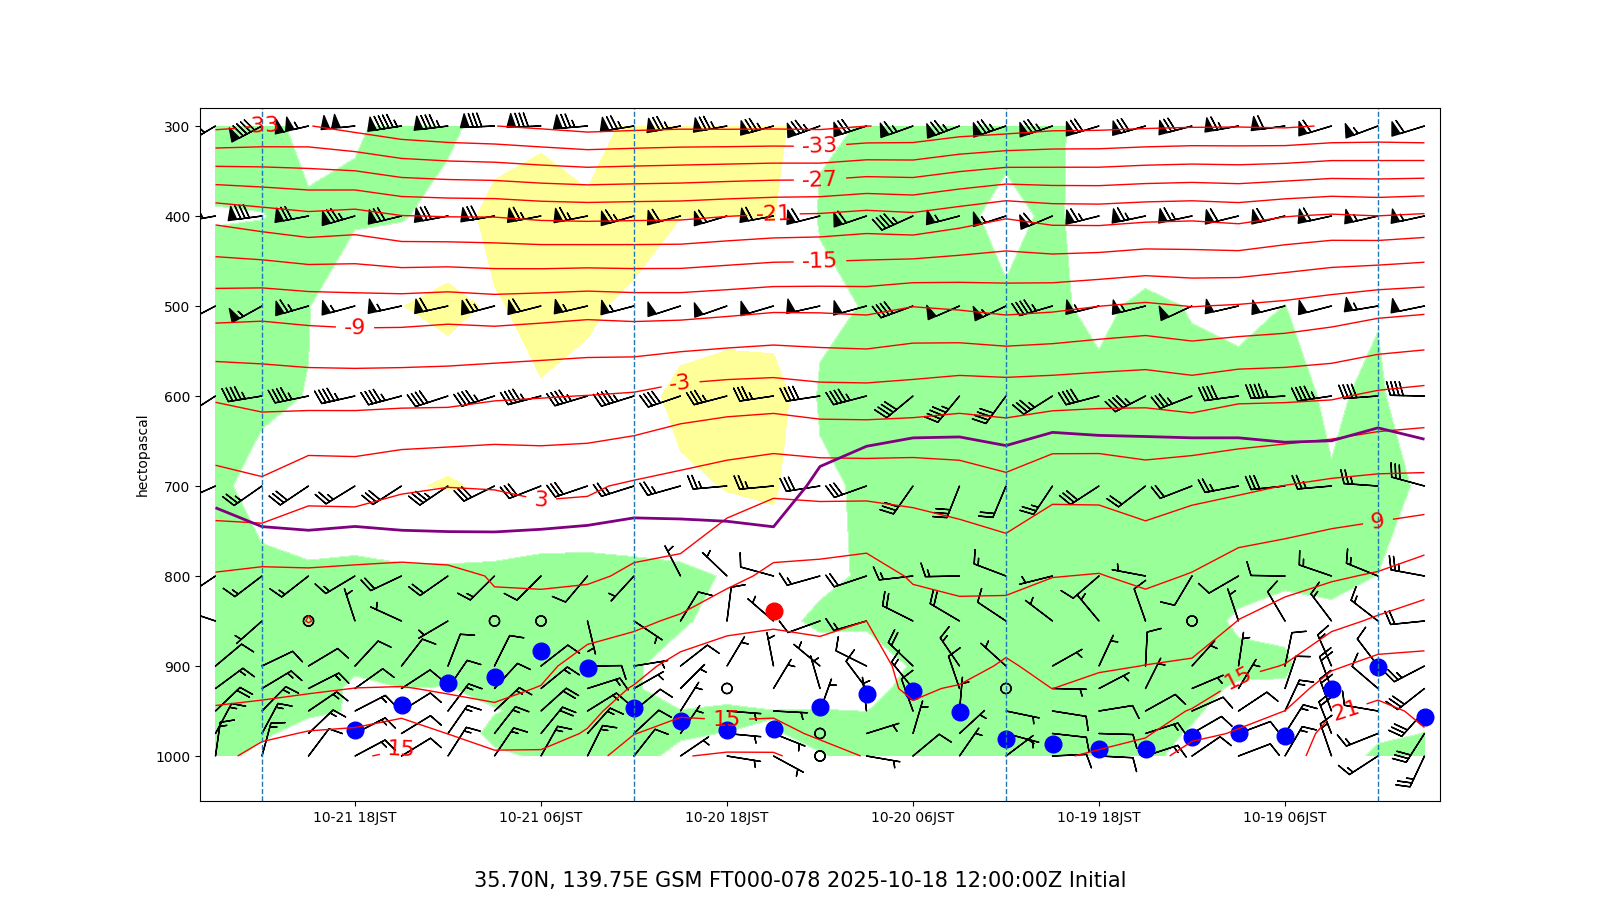 hectopascal
300
400
500
600
700
800
900
1000
-33
-33
-27
-21
-15
-9
-3
3
9
15
21
15
15
10-21 18JST
10-21 06JST
10-20 18JST
10-20 06JST
10-19 18JST
10-19 06JST
35.70N, 139.75E GSM FT000-078 2025-10-18 12:00:00Z Initial